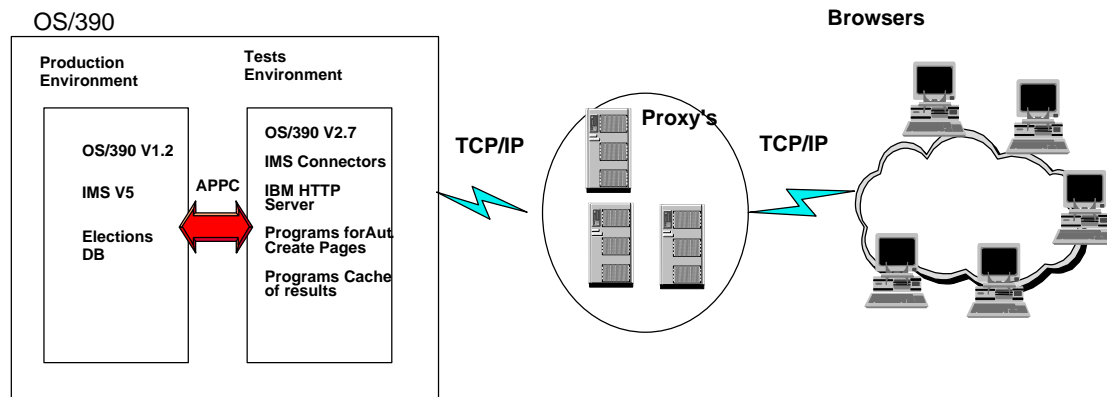 OS/390
Browsers
Production
Environment
Tests
Environment
OS/390 V1.2
IMS V5
Elections
DB
APPC
OS/390 V2.7
IMS Connectors
IBM HTTP
Server
Programs forAut
Create Pages
Programs Cache
of results
TCP/IP
Proxy's
TCP/IP